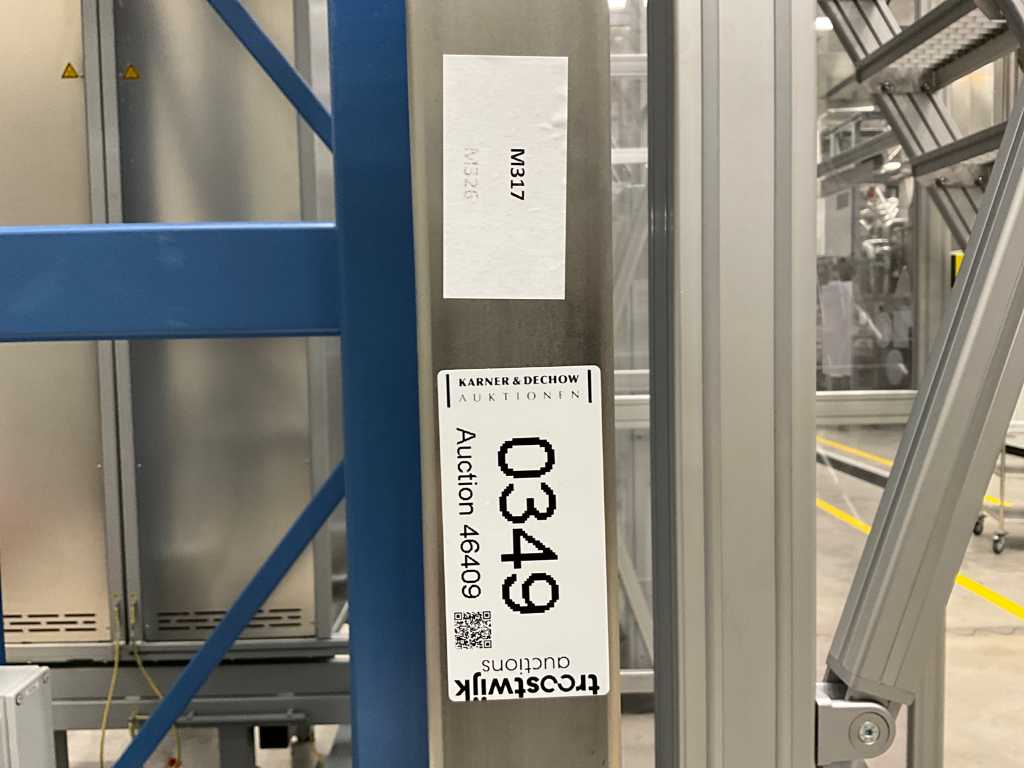 M317
M326
KARNER & DECHOW
AUKTIONEN
0349
Auction 46409
troostwijk
auctions